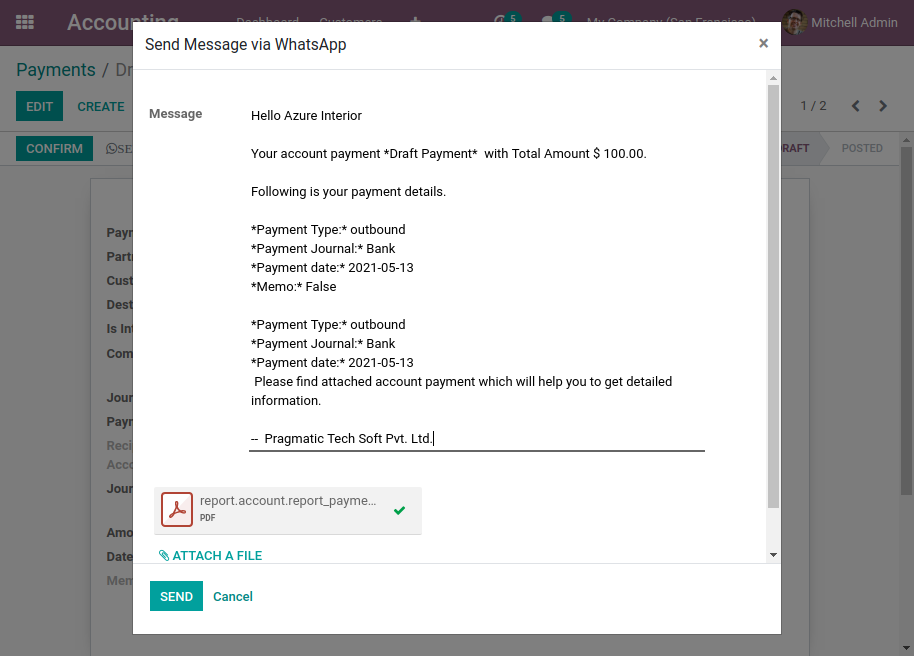 Accounting Dashboard Customers + 5 5 My Company (San Francisco) Mitchell Admin
Payments / Dr
EDIT CREATE 1 / 2
CONFIRM SE RAFT POSTED
Send Message via WhatsApp ×
Message
Hello Azure Interior
Your account payment *Draft Payment*  with Total Amount $ 100.00.
Following is your payment details.
*Payment Type:* outbound
*Payment Journal:* Bank
*Payment date:* 2021-05-13
*Memo:* False
*Payment Type:* outbound
*Payment Journal:* Bank
*Payment date:* 2021-05-13
Please find attached account payment which will help you to get detailed
information.
--  Pragmatic Tech Soft Pvt. Ltd.
report.account.report_payme...
PDF
ATTACH A FILE
SEND Cancel
Payr
Part
Cust
Dest
Is Int
Com
Jour
Payr
Reci
Acco
Jour
Amo
Date
Mem